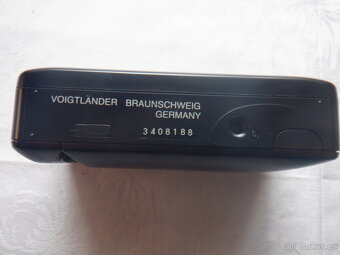 VOIGTLÄNDER BRAUNSCHWEIG
GERMANY
3408188